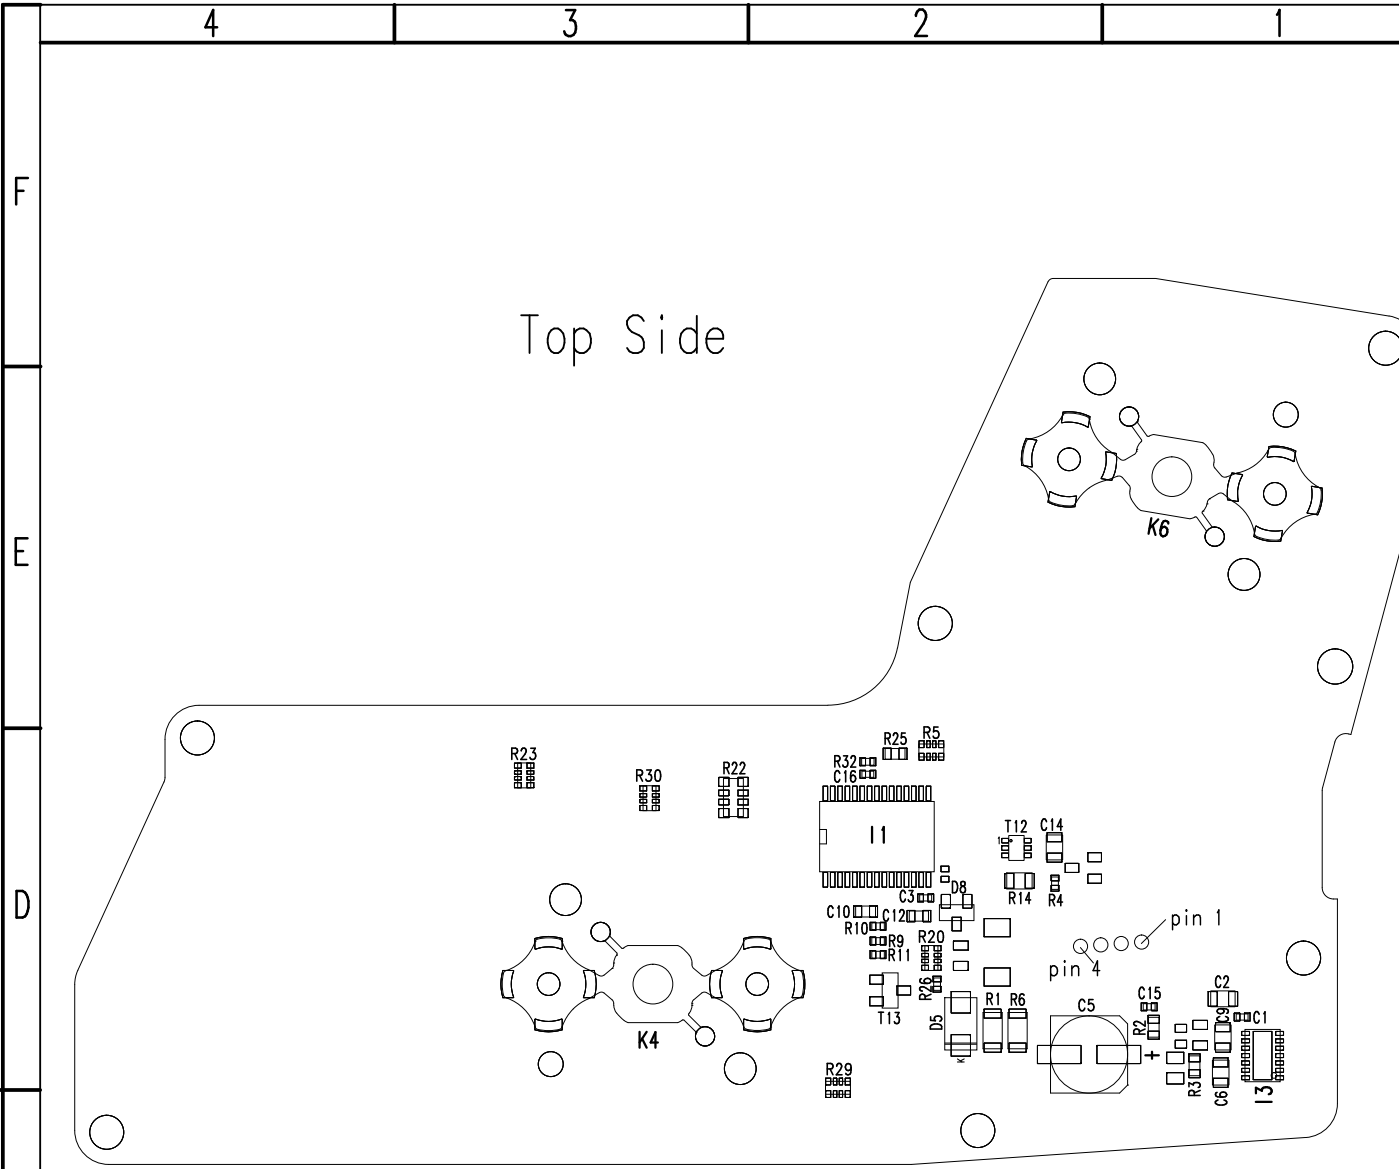 4 3 2 1
F
Top Side
E
K6
D
R23
R30
R22
R25
R5
R32
C16
I1
T12
1
C14
R14
R4
C3
D8
C10
C12
R10
R9
R11
R20
R26
T13
pin 1
pin 4
K4
D5
K
R1
R6
C5
+
C15
R2
C2
C9
C1
R3
C6
I3
R29